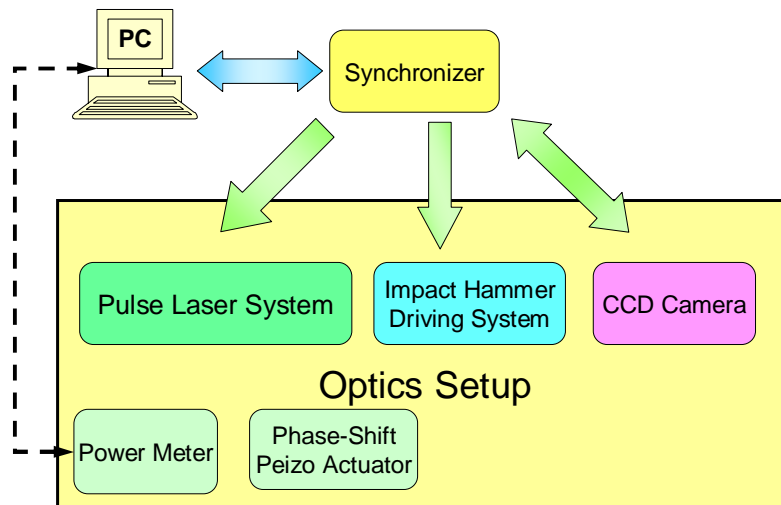 PC
Synchronizer
Pulse Laser System
Impact Hammer
Driving System
CCD Camera
Optics Setup
Power Meter
Phase-Shift
Peizo Actuator